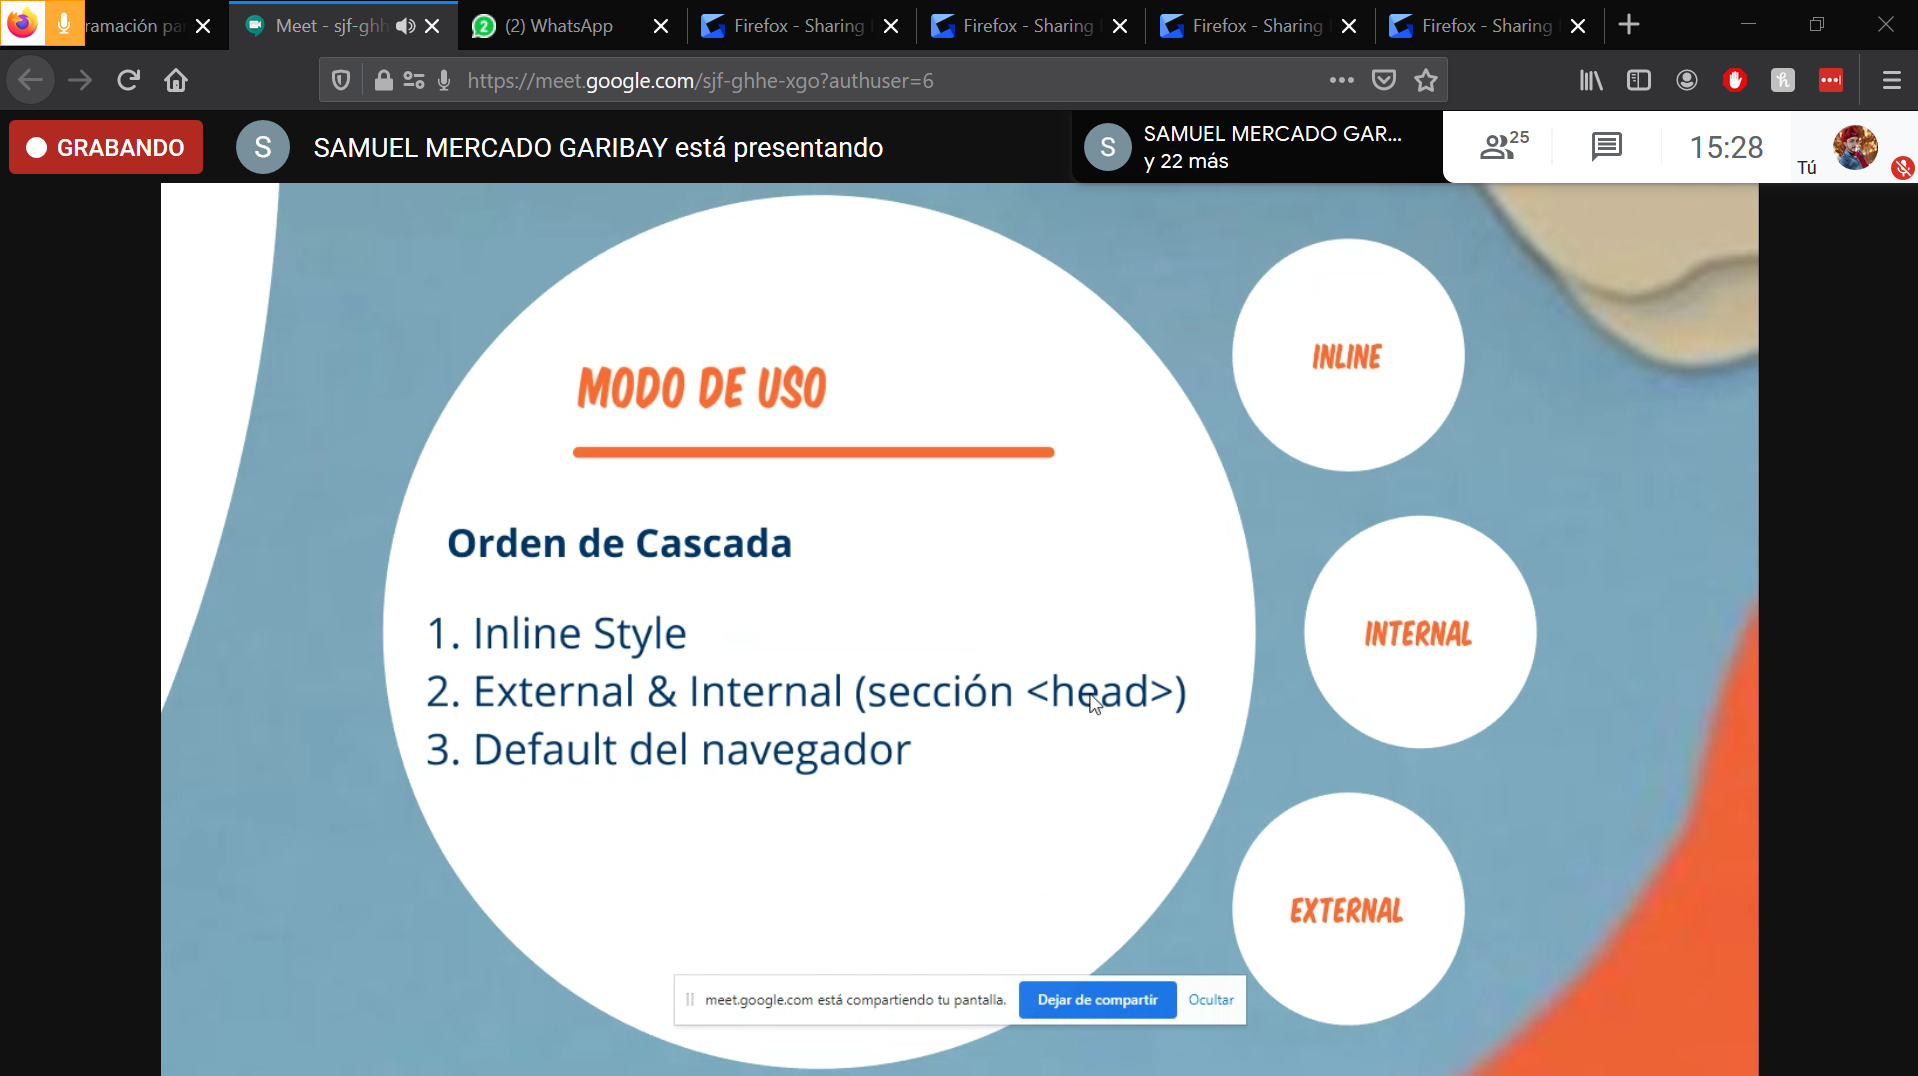 ramación pa
Meet - sjf-ghh
(2) WhatsApp
Firefox - Sharing
Firefox - Sharing
Firefox - Sharing
Firefox - Sharing
https://meet.google.com/sjf-ghhe-xgo?authuser=6
GRABANDO
S
SAMUEL MERCADO GARIBAY está presentando
S
SAMUEL MERCADO GAR...
y 22 más
25
15:28
Tú
MODO DE USO
Orden de Cascada
1. Inline Style
2. External & Internal (sección <head>)
3. Default del navegador
INLINE
INTERNAL
EXTERNAL
meet.google.com está compartiendo tu pantalla.
Dejar de compartir
Ocultar